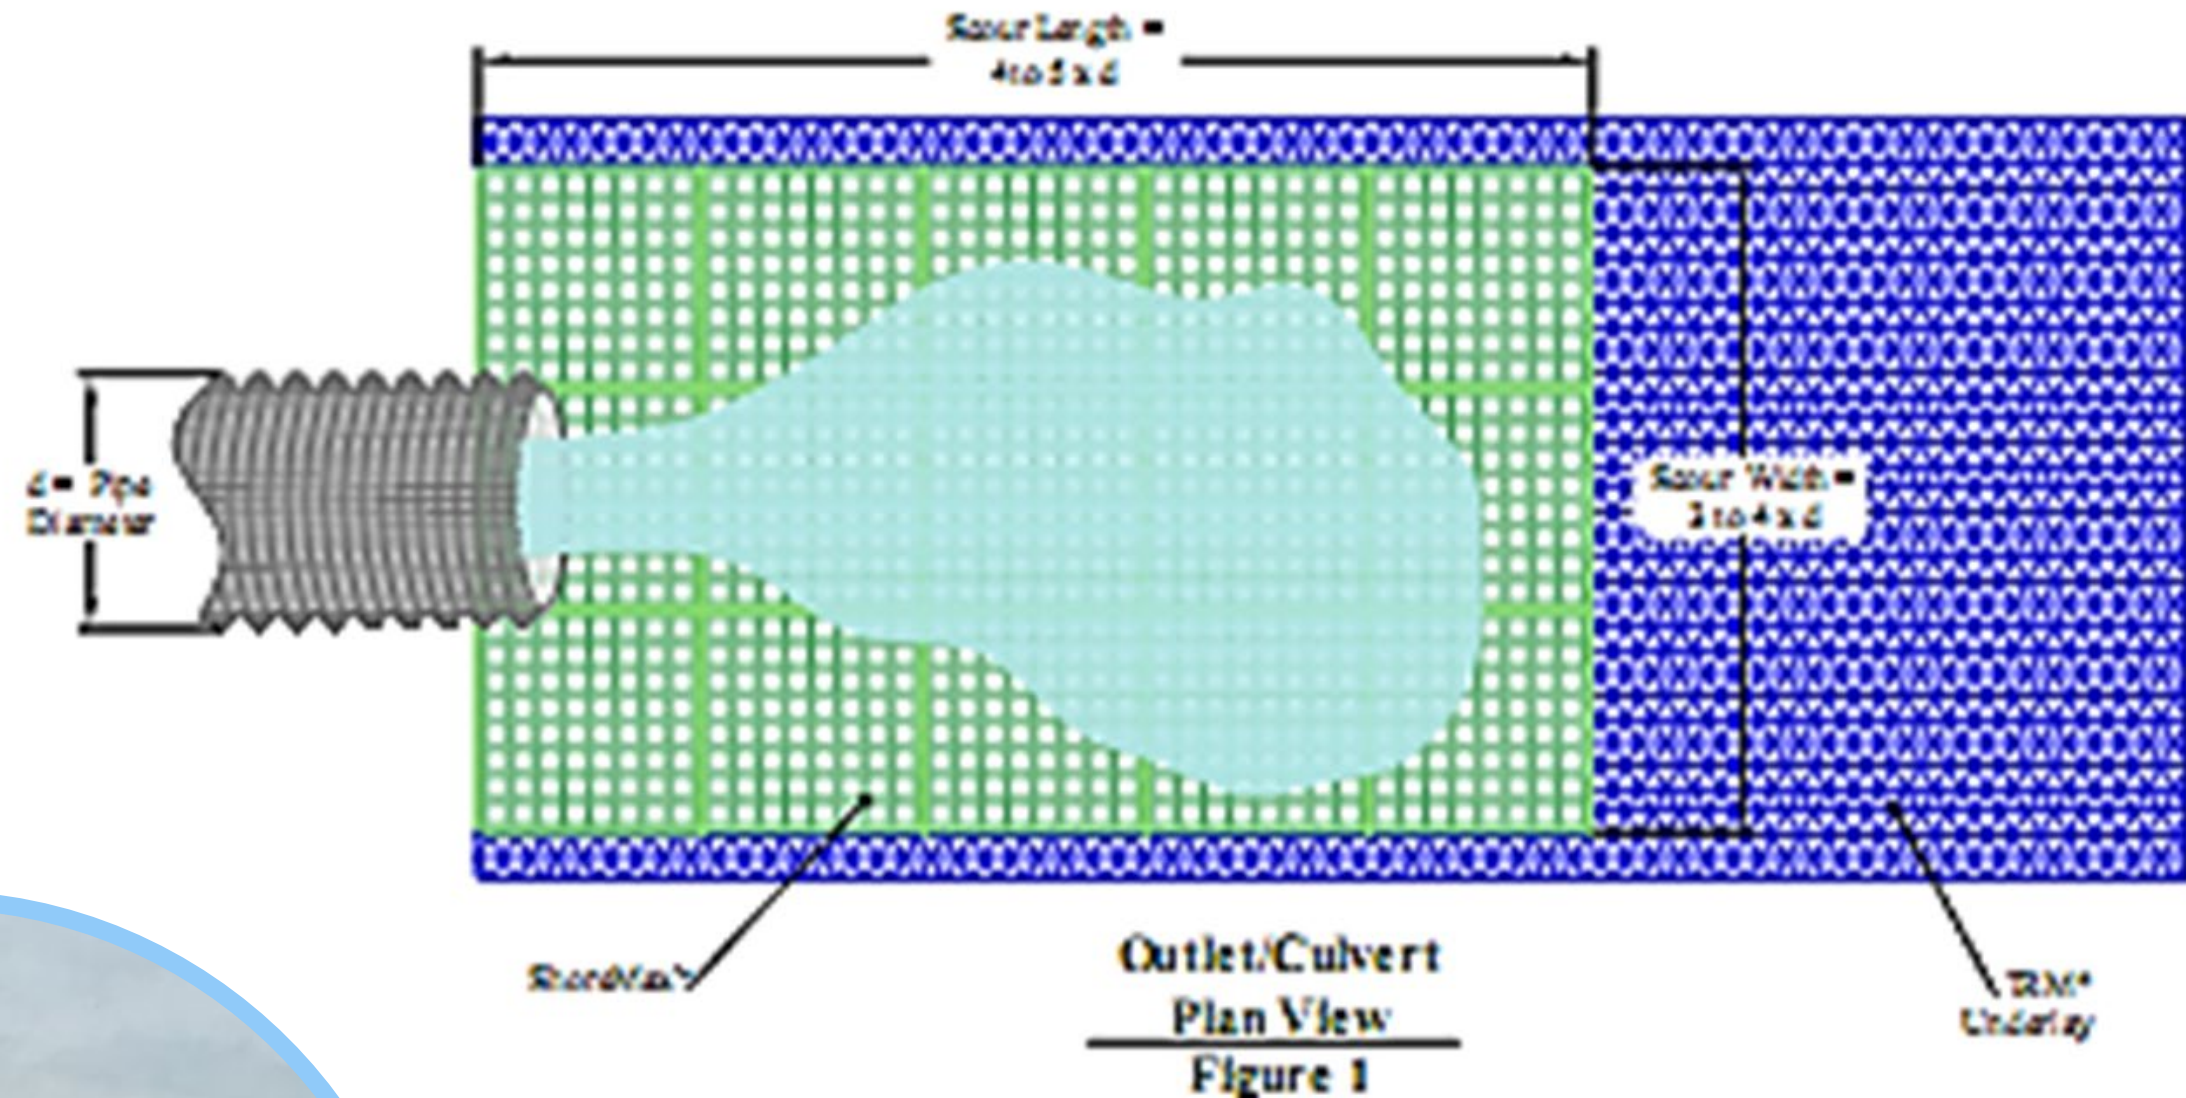 Scour Length =
4 to 5 x d
d = Pipe
Diameter
Scour Width =
to 4 x d
ShoreMax
TRM*
Underlay
Outlet/Culvert
Plan View
Figure 1